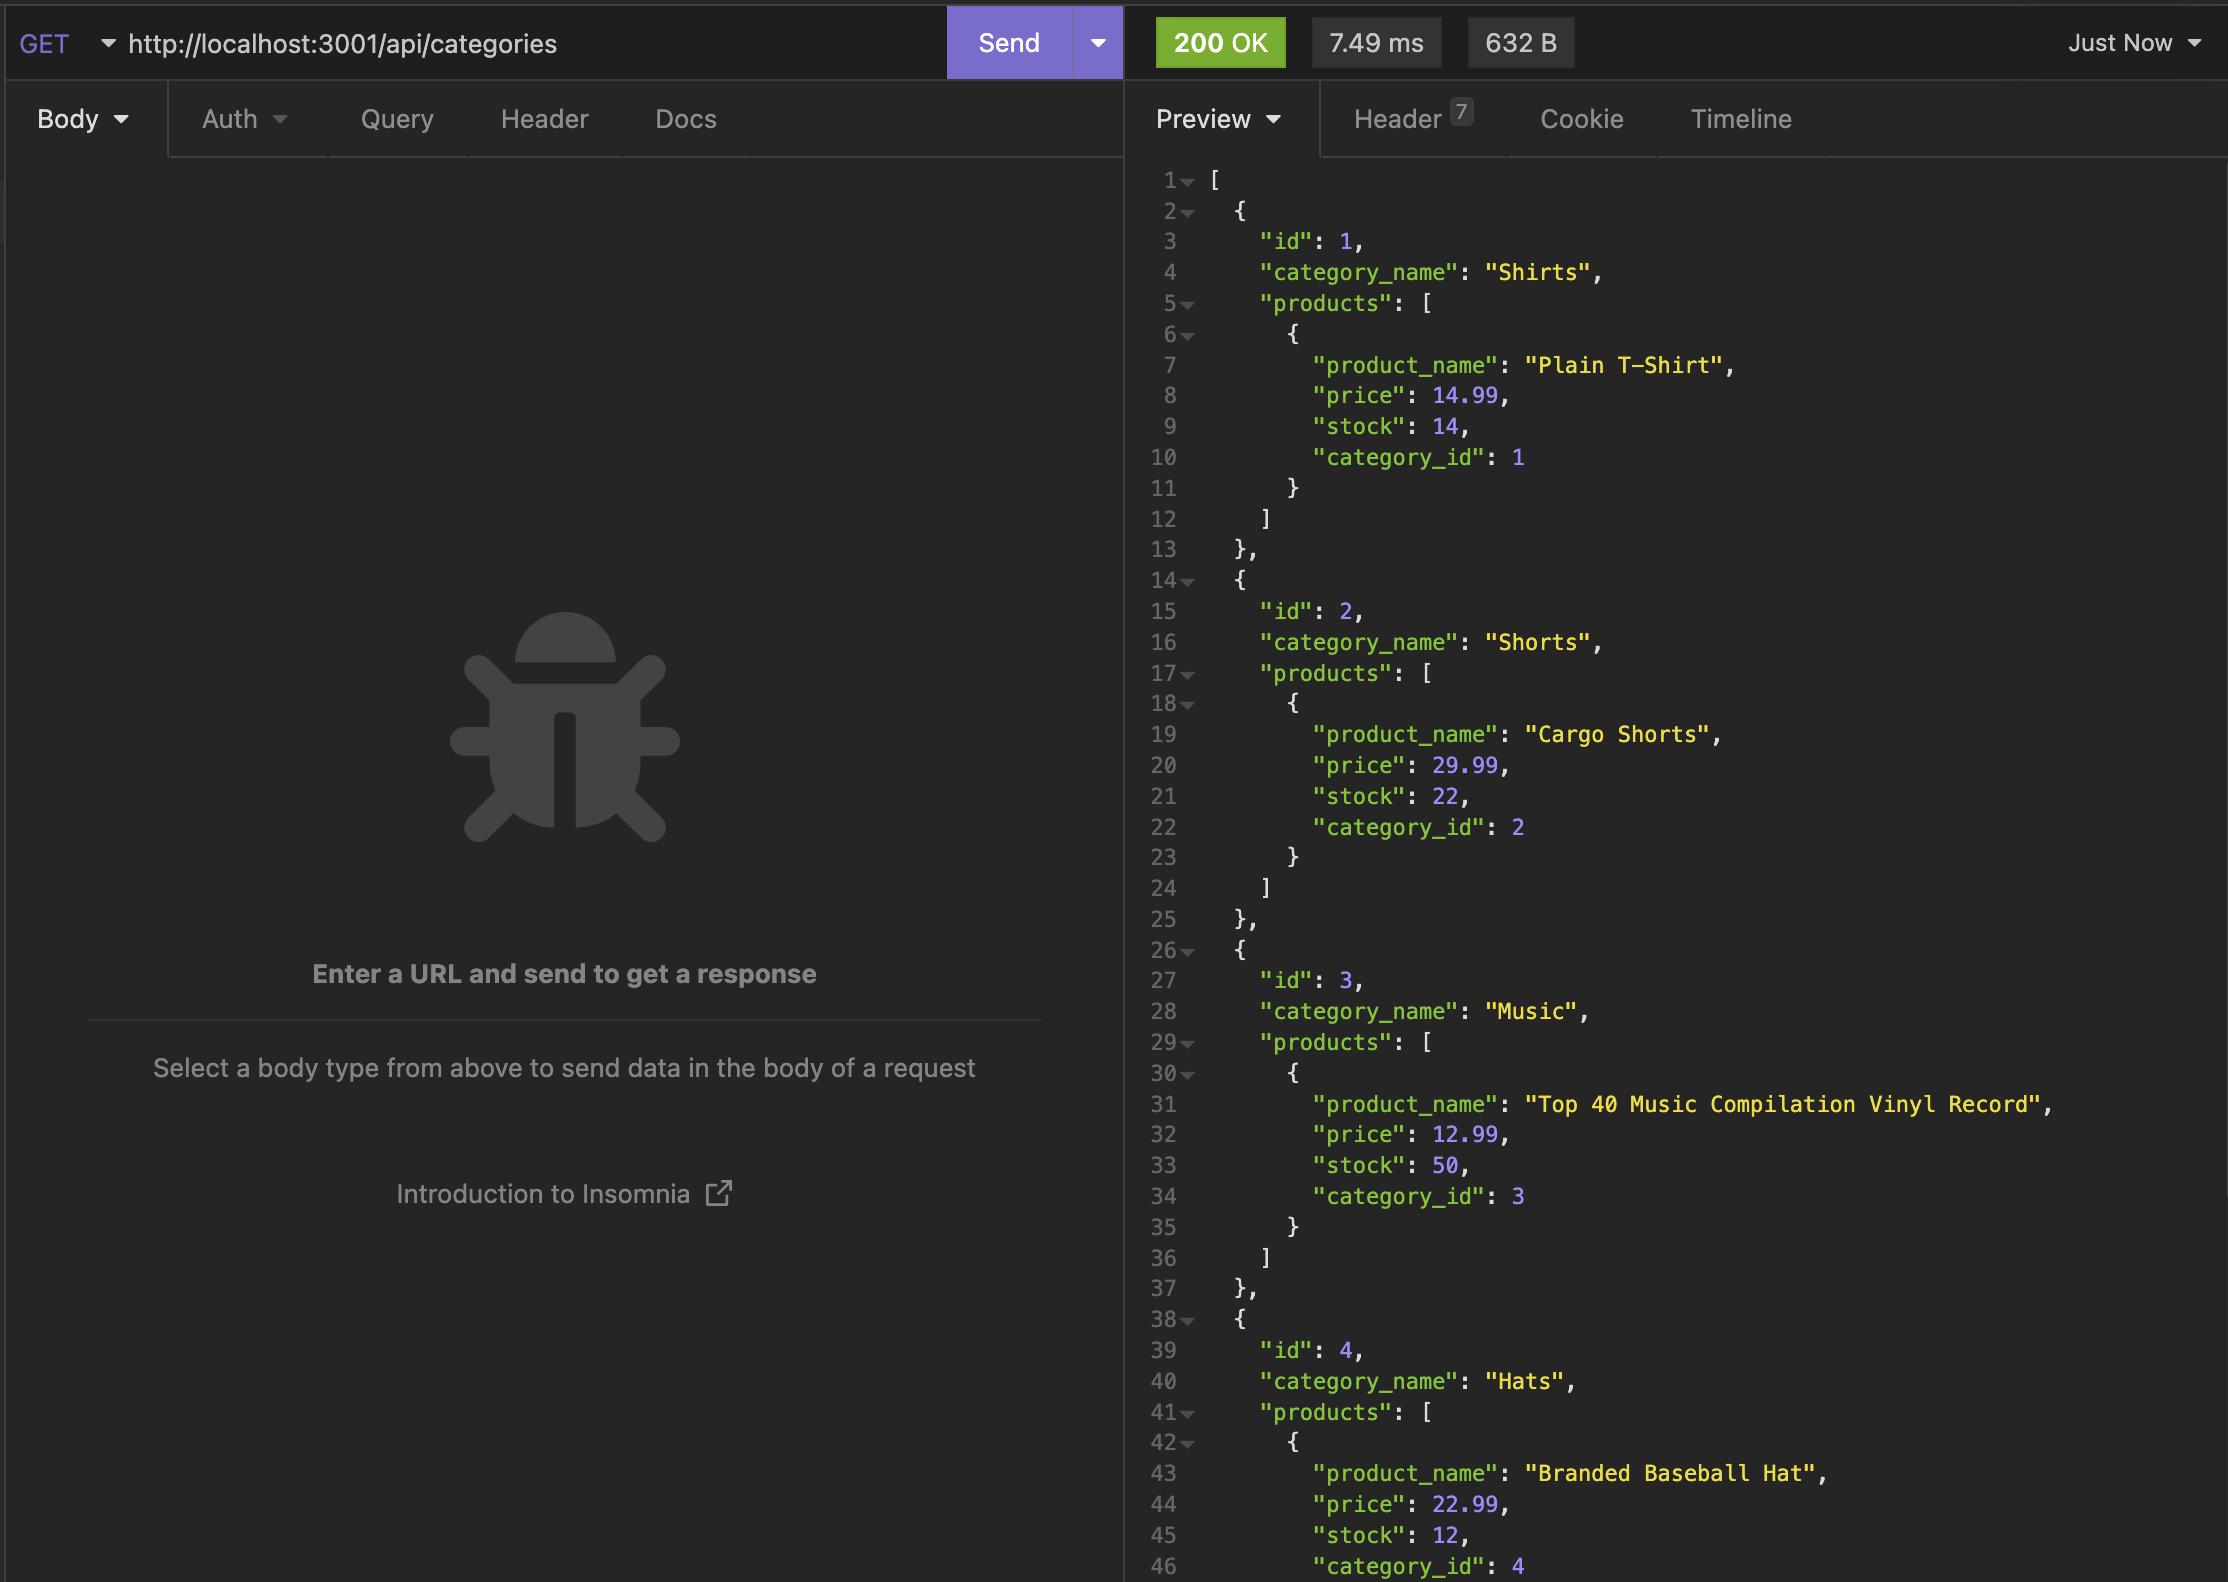 GET http://localhost:3001/api/categories Send
200 OK 7.49 ms 632 B Just Now
Body Auth Query Header Docs
Enter a URL and send to get a response
Select a body type from above to send data in the body of a request
Introduction to Insomnia
Preview Header 7 Cookie Timeline
1 [
2 {
3 "id": 1,
4 "category_name": "Shirts",
5 "products": [
6 {
7 "product_name": "Plain T-Shirt",
8 "price": 14.99,
9 "stock": 14,
10 "category_id": 1
11 }
12 ]
13 },
14 {
15 "id": 2,
16 "category_name": "Shorts",
17 "products": [
18 {
19 "product_name": "Cargo Shorts",
20 "price": 29.99,
21 "stock": 22,
22 "category_id": 2
23 }
24 ]
25 },
26 {
27 "id": 3,
28 "category_name": "Music",
29 "products": [
30 {
31 "product_name": "Top 40 Music Compilation Vinyl Record",
32 "price": 12.99,
33 "stock": 50,
34 "category_id": 3
35 }
36 ]
37 },
38 {
39 "id": 4,
40 "category_name": "Hats",
41 "products": [
42 {
43 "product_name": "Branded Baseball Hat",
44 "price": 22.99,
45 "stock": 12,
46 "category_id": 4